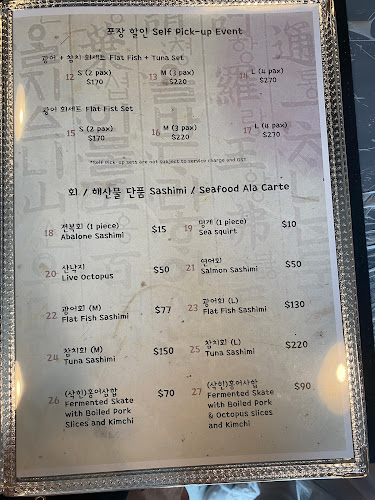 포장 할인 Self Pick-up Event
광어 + 참치 회세트 Flat Fish + Tuna Set
12 S (2 pax) $170 13 M (3 pax) $220 14 L (4 pax) $270
광어 회세트 Flat Fist Set
15 S (2 pax) $170 16 M (3 pax) $220 17 L (4 pax) $270
*Self Pick-up sets are not subject to service charge and GST
회 / 해산물 단품 Sashimi / Seafood Ala Carte
18 전복회 (1 piece) $15 19 멍게 (1 piece) $10
Abalone Sashimi Sea squirt
20 산낙지 $50 21 연어회 $50
Live Octopus Salmon Sashimi
22 광어회 (M) $77 23 광어회 (L) $130
Flat Fish Sashimi Flat Fish Sashimi
24 참치회 (M) $150 25 참치회 (L) $220
Tuna Sashimi Tuna Sashimi
26 (삭힌)홍어삼합 $70 27 (삭힌)홍어삼합 $90
Fermented Skate Fermented Skate
with Boiled Pork with Boiled Pork
Slices and Kimchi & Octopus slices
and Kimchi